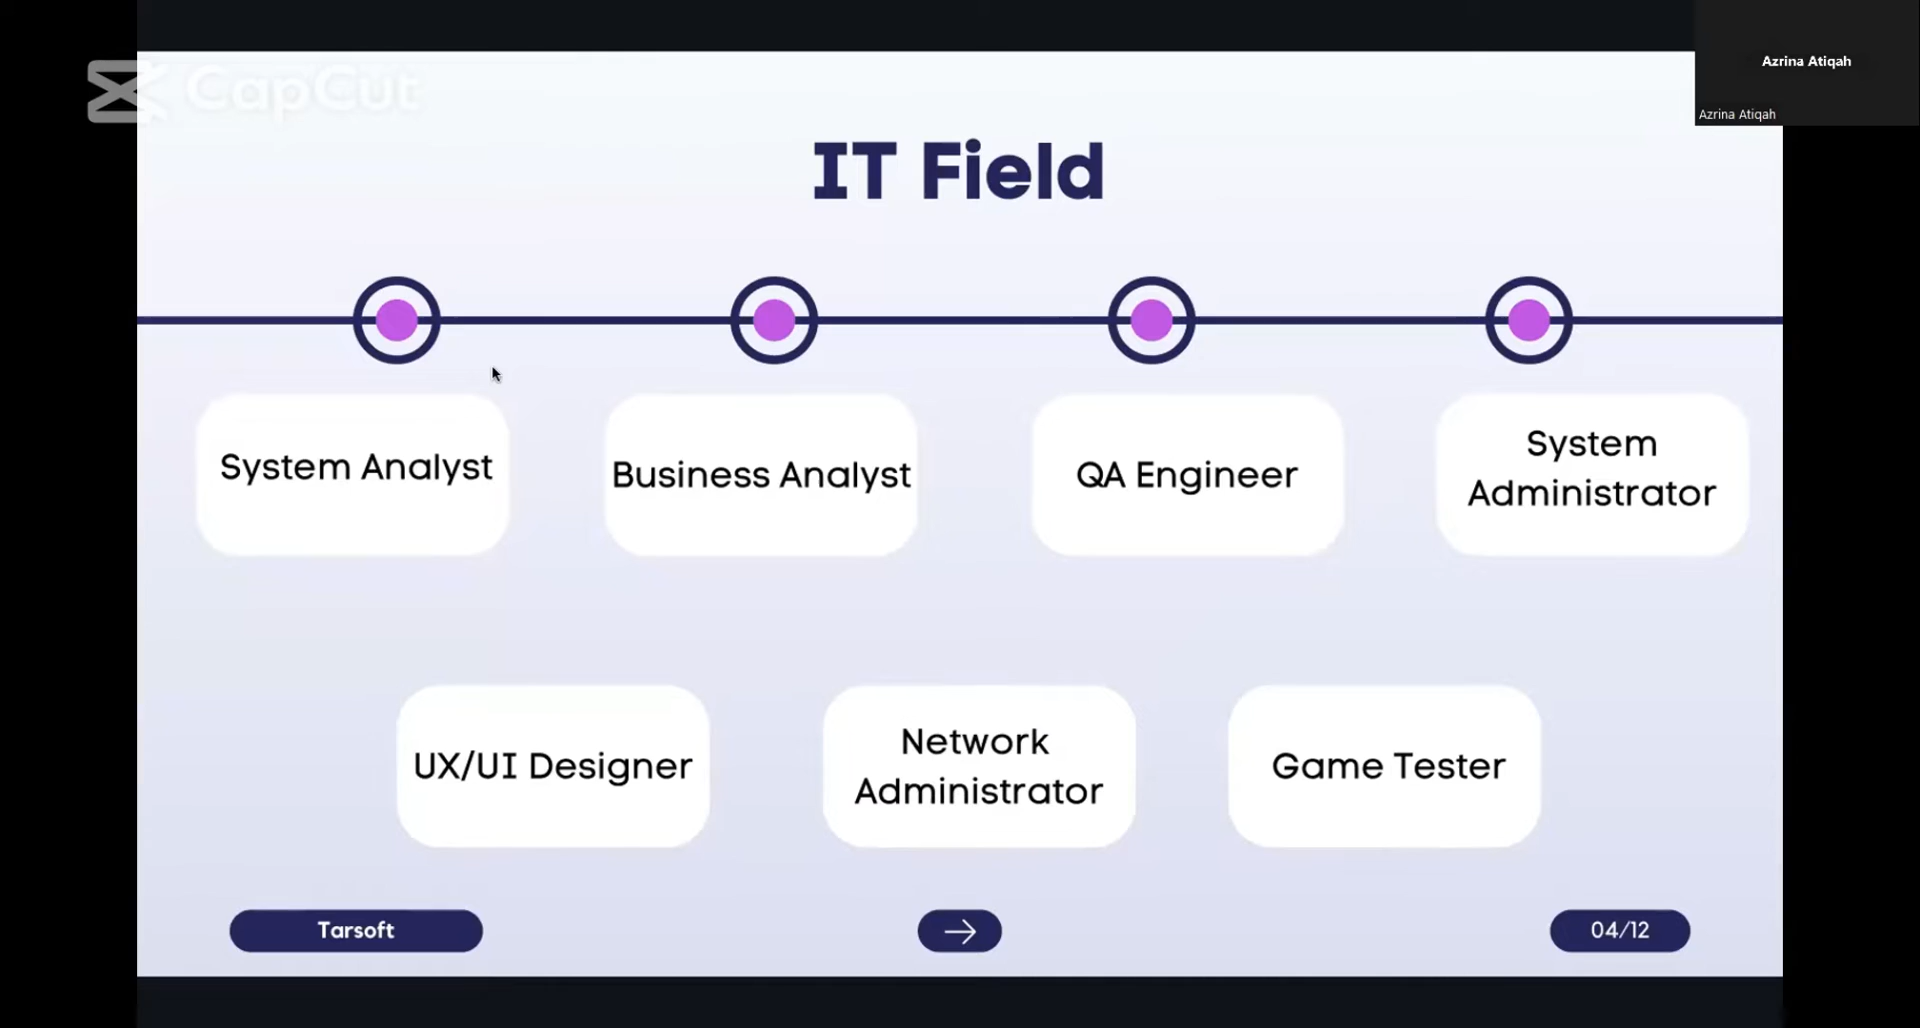 CapCut
Azrina Atiqah
Azrina Atiqah
IT Field
System Analyst
Business Analyst
QA Engineer
System
Administrator
UX/UI Designer
Network
Administrator
Game Tester
Tarsoft
04/12